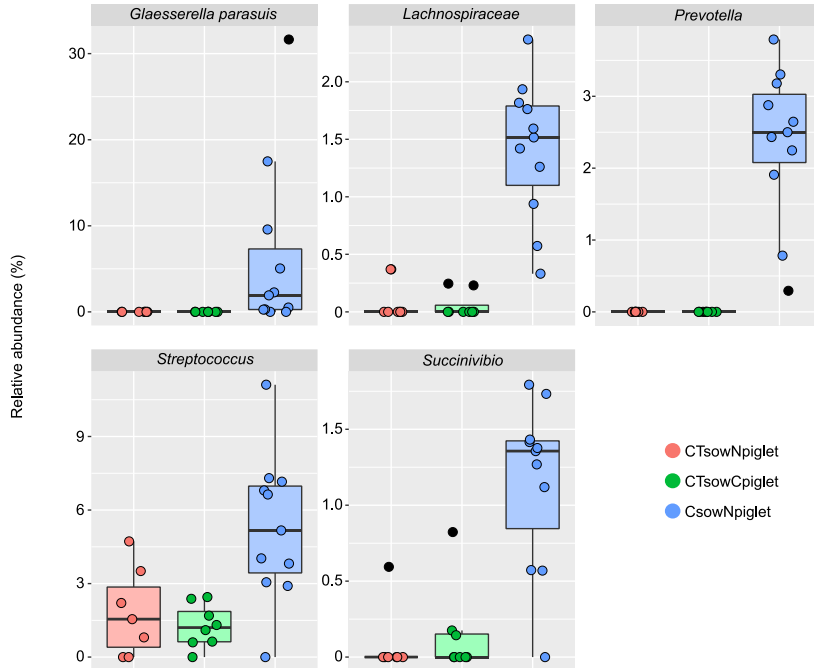 Glaesserella parasuis
Lachnospiraceae
Prevotella
30
20
10
0
2.0
1.5
1.0
0.5
0
3
2
1
0
Relative abundance (%)
Streptococcus
Succinivibio
9
6
3
0
1.5
1.0
0.5
0
CTsowNpiglet
CTsowCpiglet
CsowNpiglet